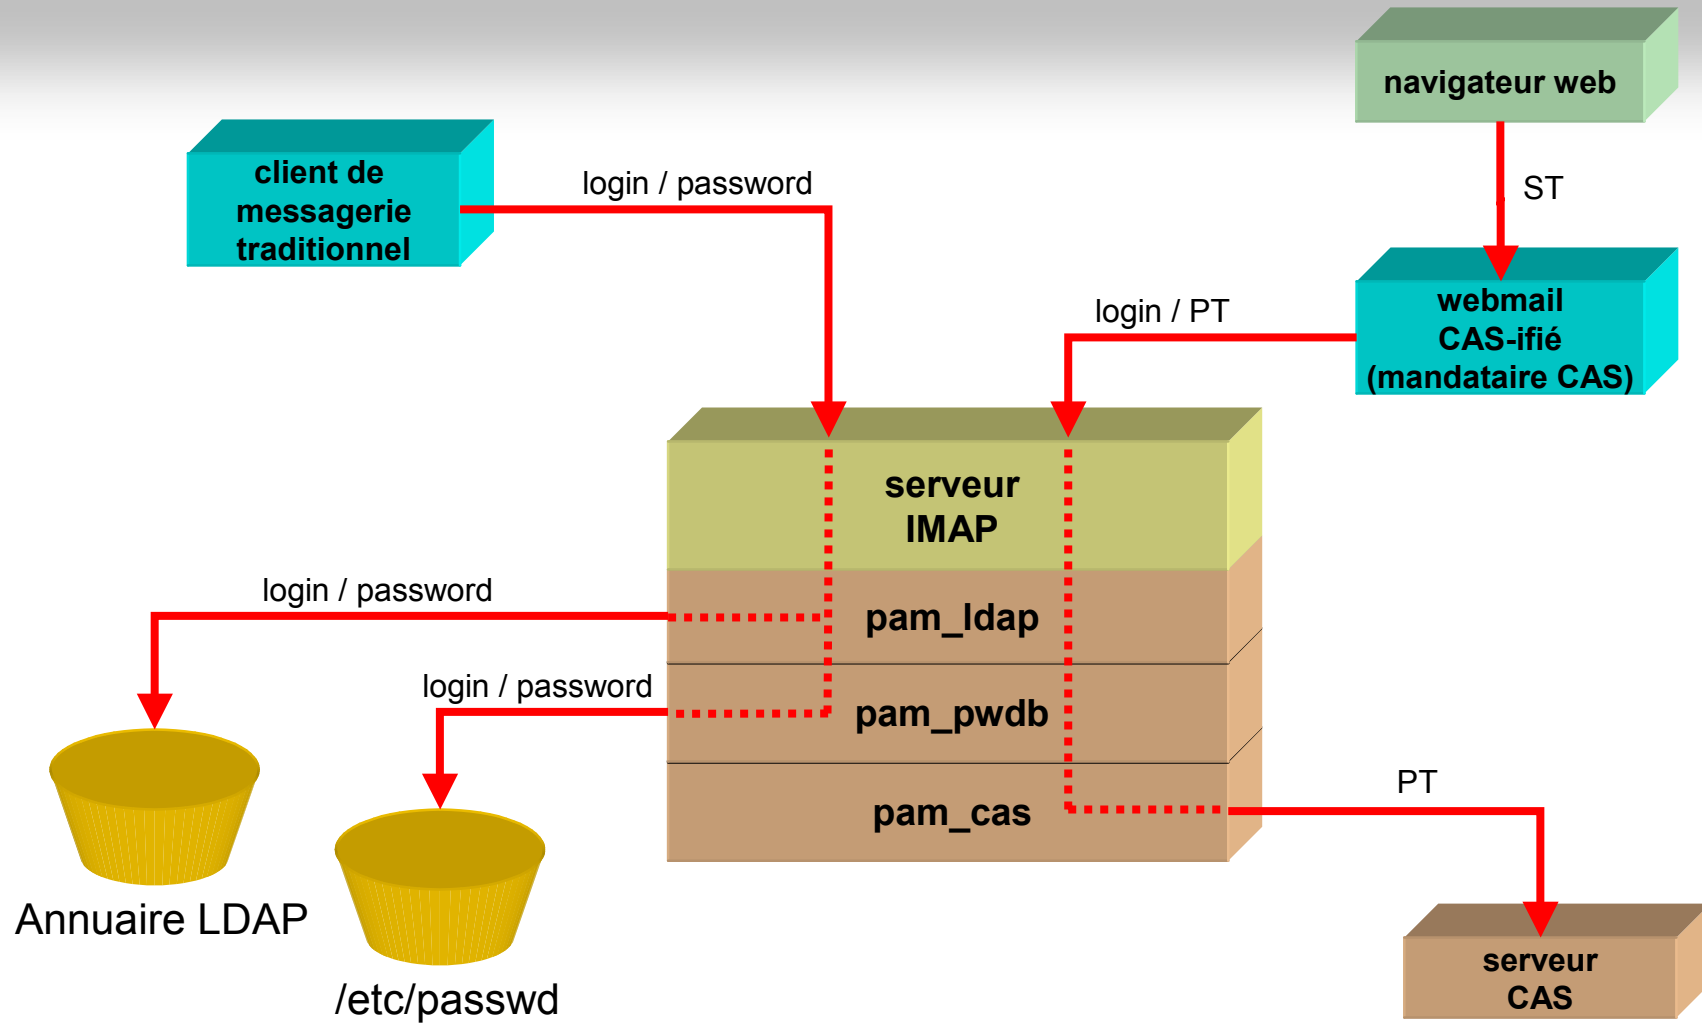 navigateur web
client de
messagerie
traditionnel
login / password
ST
login / PT
webmail
CAS-ifié
(mandataire CAS)
serveur
IMAP
login / password
pam_ldap
login / password
pam_pwdb
PT
pam_cas
Annuaire LDAP
/etc/passwd
serveur
CAS